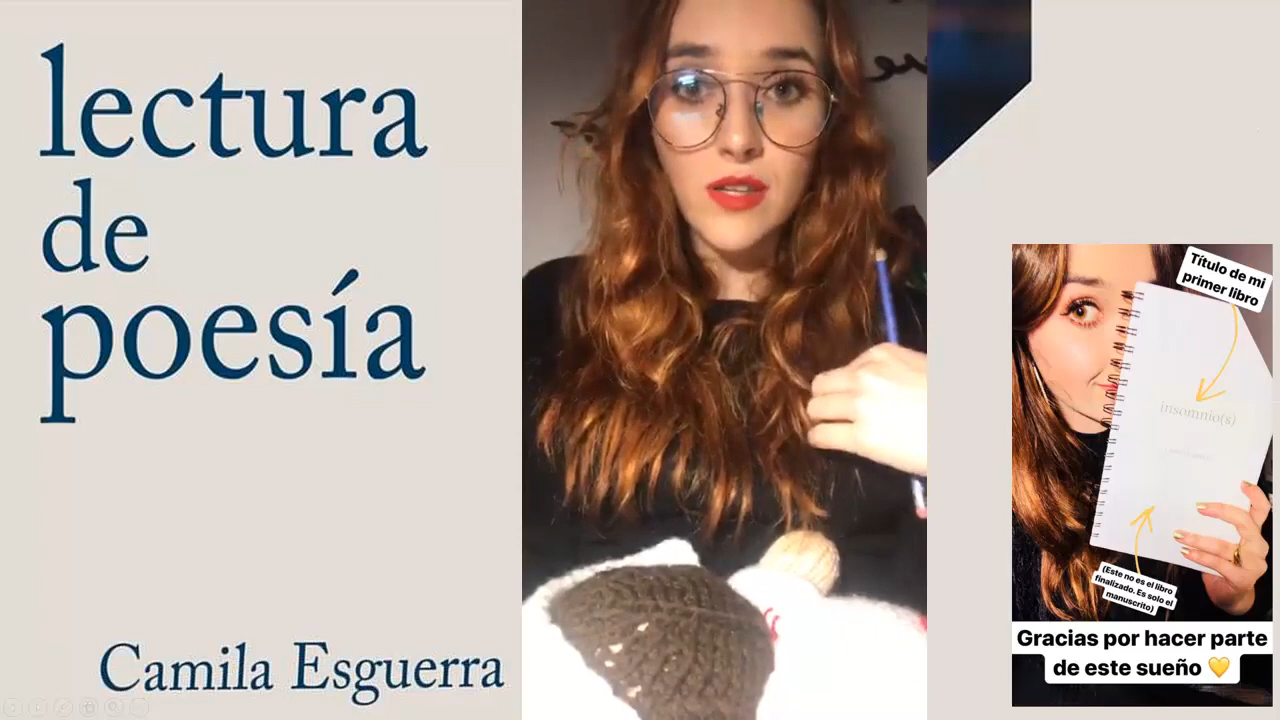 lectura
de
poesía
Camila Esguerra
Título de mi
primer libro
insomnio(s)
(Este no es el libro
finalizado. Es solo el
manuscrito)
Gracias por hacer parte
de este sueño 💛